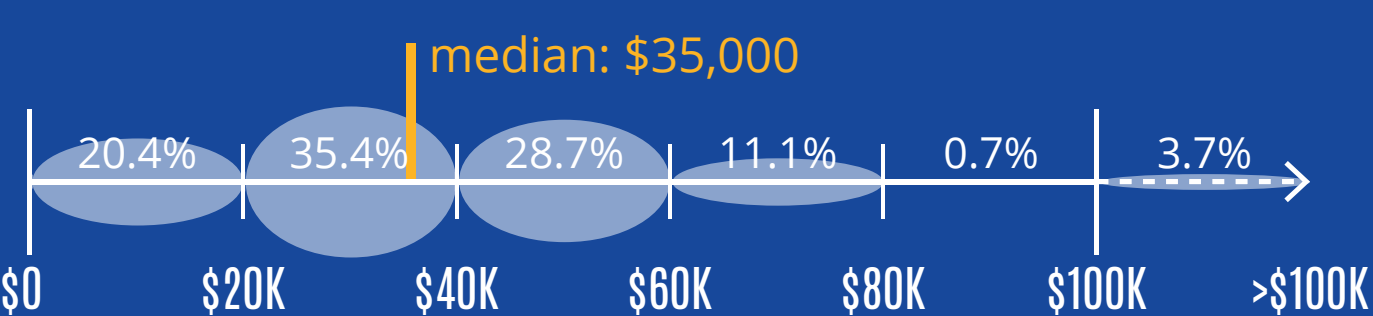 median: $35,000
20.4% 35.4% 28.7% 11.1% 0.7% 3.7%
$0 $20K $40K $60K $80K $100K >$100K